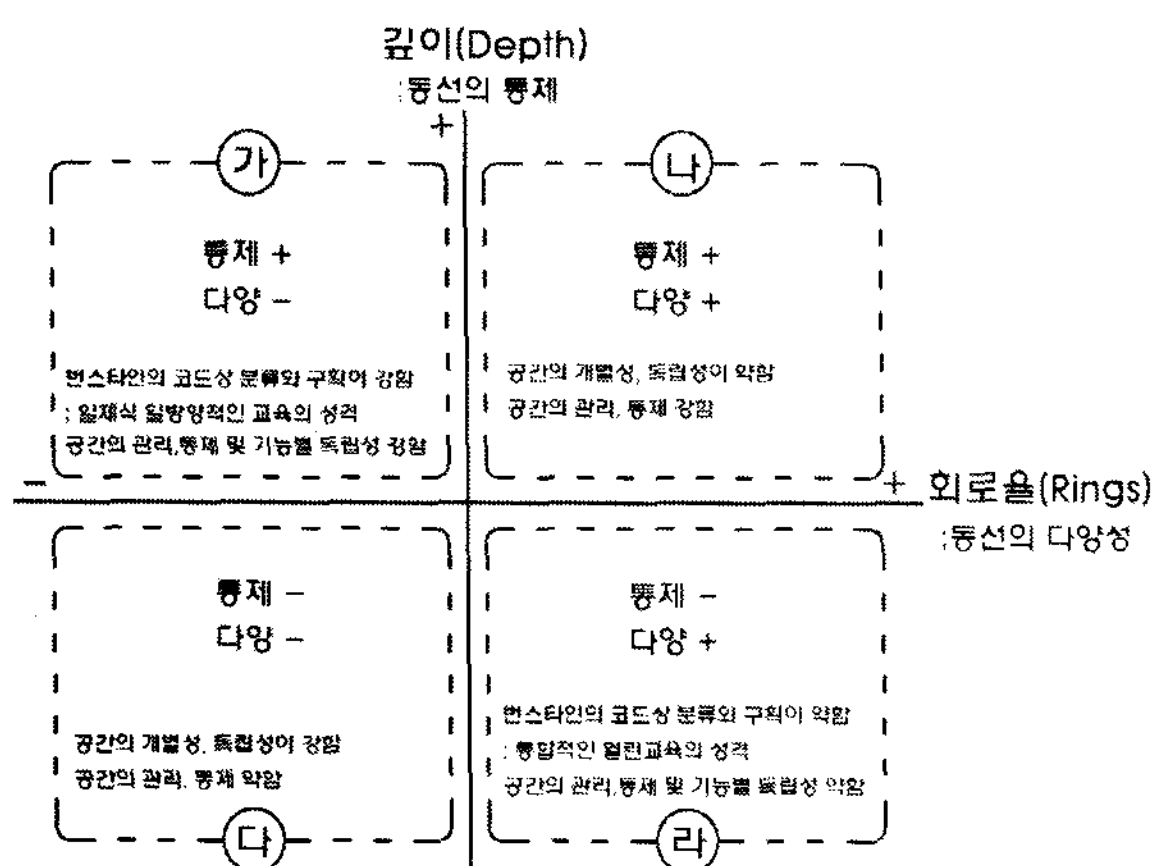 깊이(Depth)
;동선의 통제
+
가
나
통제 +
다양 -
통제 +
다양 +
번스타인의 코드상 분류와 구획이 강함
; 일제식 일방향적인 교육의 성격
공간의 관리,통제 및 기능별 독립성 강함
공간의 개별성, 독립성이 약함
공간의 관리, 통제 강함
-
+ 회로율(Rings)
;동선의 다양성
통제 -
다양 -
통제 -
다양 +
공간의 개별성, 독립성이 강함
공간의 관리, 통제 약함
번스타인의 코드상 분류와 구획이 약함
; 통합적인 열린교육의 성격
공간의 관리,통제 및 기능별 독립성 약함
다
라